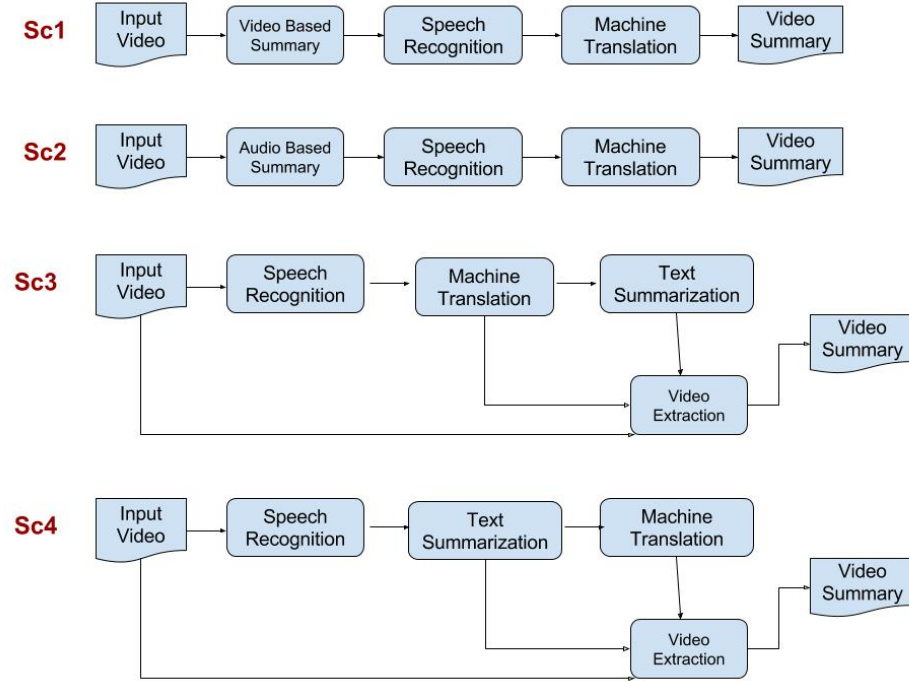 Sc1
Input
Video
Video Based
Summary
Speech
Recognition
Machine
Translation
Video
Summary
Sc2
Input
Video
Audio Based
Summary
Speech
Recognition
Machine
Translation
Video
Summary
Sc3
Input
Video
Speech
Recognition
Machine
Translation
Text
Summarization
Video
Summary
Video
Extraction
Sc4
Input
Video
Speech
Recognition
Text
Summarization
Machine
Translation
Video
Summary
Video
Extraction